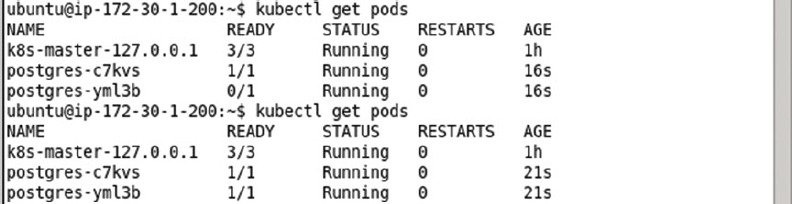 ubuntu@ip-172-30-1-200:~$ kubectl get pods
NAME READY STATUS RESTARTS AGE
k8s-master-127.0.0.1 3/3 Running 0 1h
postgres-c7kvs 1/1 Running 0 16s
postgres-yml3b 0/1 Running 0 16s
ubuntu@ip-172-30-1-200:~$ kubectl get pods
NAME READY STATUS RESTARTS AGE
k8s-master-127.0.0.1 3/3 Running 0 1h
postgres-c7kvs 1/1 Running 0 21s
postgres-yml3b 1/1 Running 0 21s